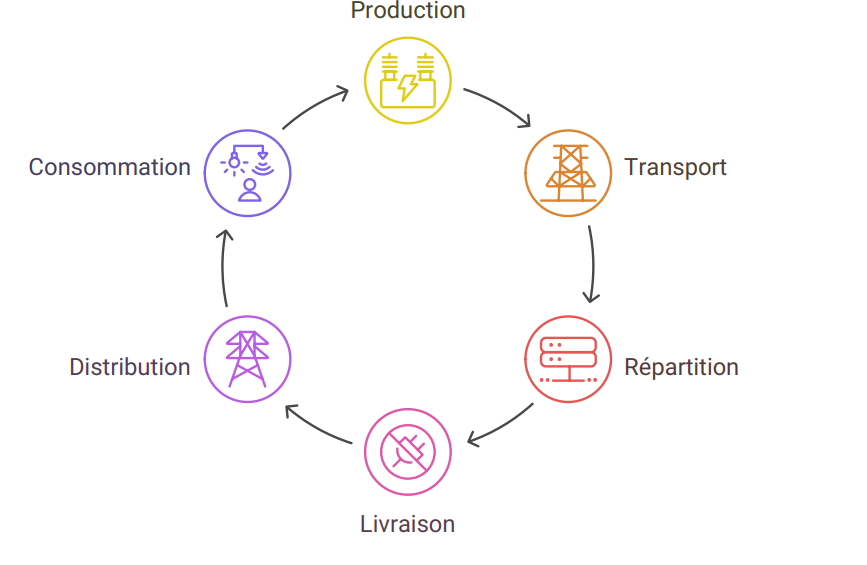 Production
Transport
Répartition
Livraison
Distribution
Consommation